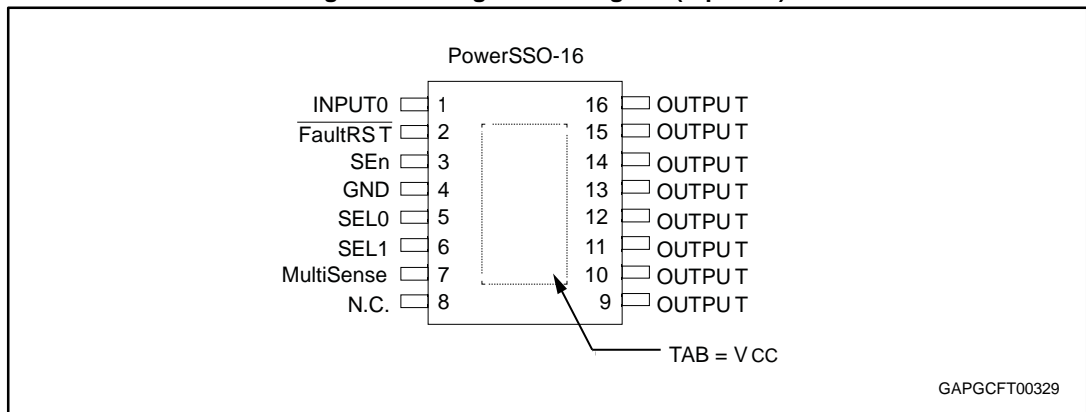 PowerSSO-16
INPUT0 1 16 OUTPUT
FaultRST 2 15 OUTPUT
SEn 3 14 OUTPUT
GND 4 13 OUTPUT
SEL0 5 12 OUTPUT
SEL1 6 11 OUTPUT
MultiSense 7 10 OUTPUT
N.C. 8 9 OUTPUT
TAB = VCC
GAPGCFT00329